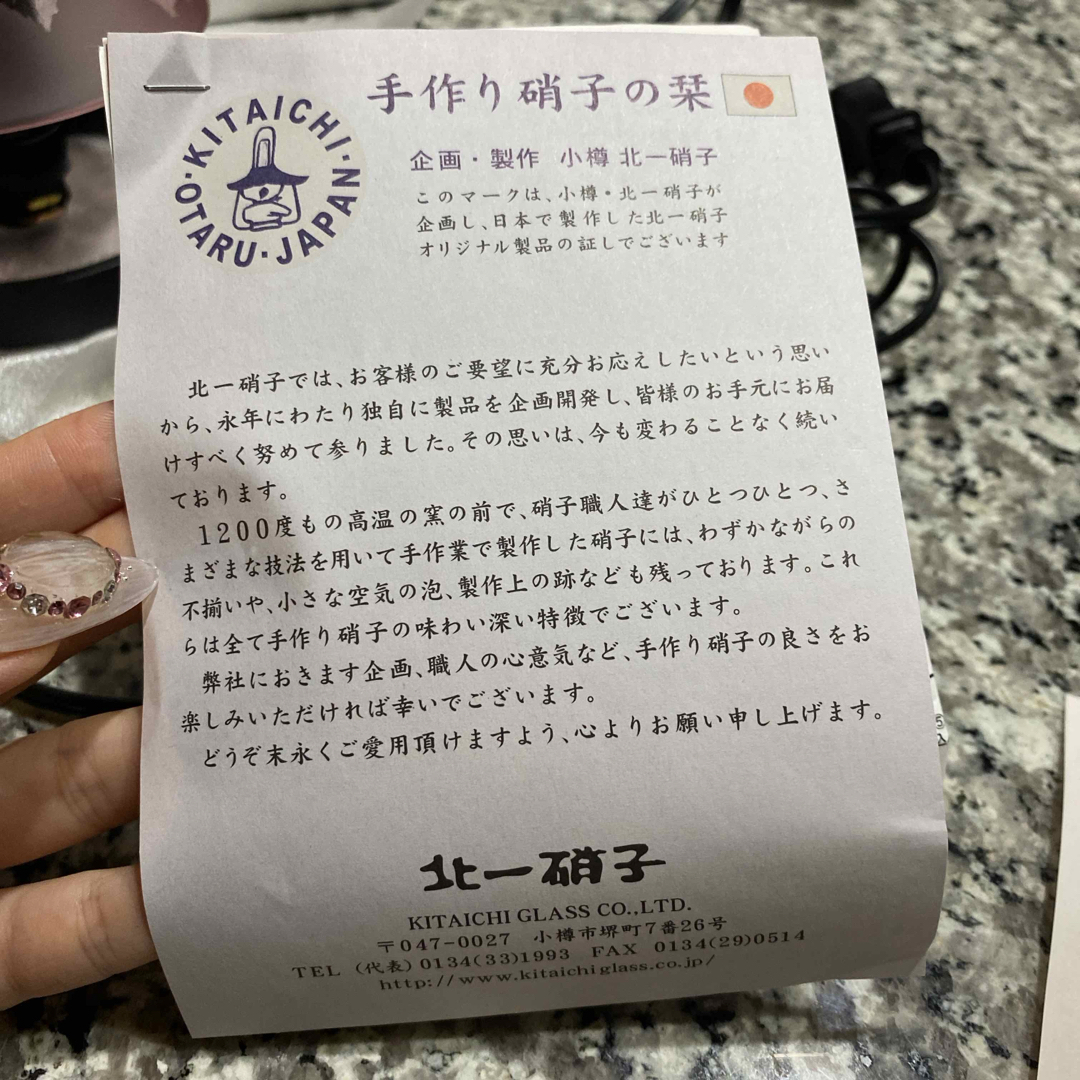 手作り硝子の栞
・KITAICHI・
・OTARU・JAPAN
企画・製作 小樽 北一硝子
このマークは、小樽・北一硝子が
企画し、日本で製作した北一硝子
オリジナル製品の証しでございます
北一硝子では、お客様のご要望に充分お応えしたいという思い
から、永年にわたり独自に製品を企画開発し、皆様のお手元にお届
けすべく努めて参りました。その思いは、今も変わることなく続い
ております。
1200度もの高温の窯の前で、硝子職人達がひとつひとつ、さ
まざまな技法を用いて手作業で製作した硝子には、わずかながらの
不揃いや、小さな空気の泡、製作上の跡なども残っております。これ
らは全て手作り硝子の味わい深い特徴でございます。
弊社におきます企画、職人の心意気など、手作り硝子の良さをお
楽しみいただければ幸いでございます。
どうぞ末永くご愛用頂けますよう、心よりお願い申し上げます。
北一硝子
KITAICHI GLASS CO.,LTD.
〒047-0027 小樽市堺町7番26号
TEL (代表) 0134(33)1993 FAX 0134(29)0514
http://www.kitaichiglass.co.jp/